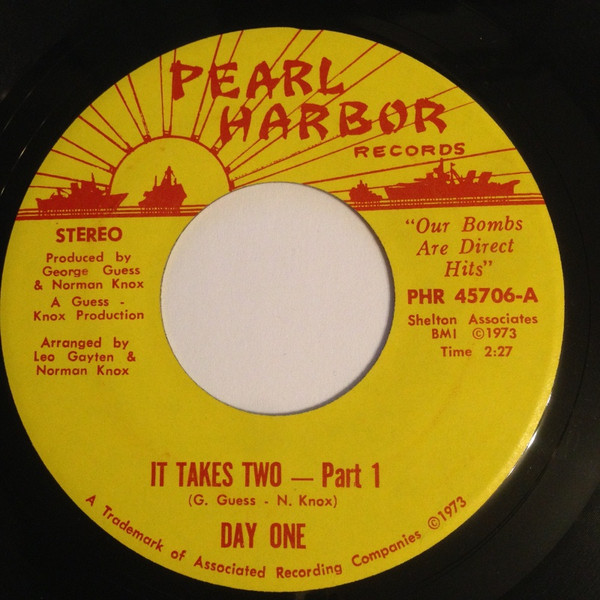 PEARL
HARBOR
RECORDS
STEREO
Produced by
George Guess
& Norman Knox
A Guess -
Knox Production
Arranged by
Leo Gayten &
Norman Knox
"Our Bombs
Are Direct
Hits"
PHR 45706-A
Shelton Associates
BMI ©1973
Time 2:27
IT TAKES TWO — Part 1
(G. Guess - N. Knox)
DAY ONE
A Trademark of Associated Recording Companies ©1973